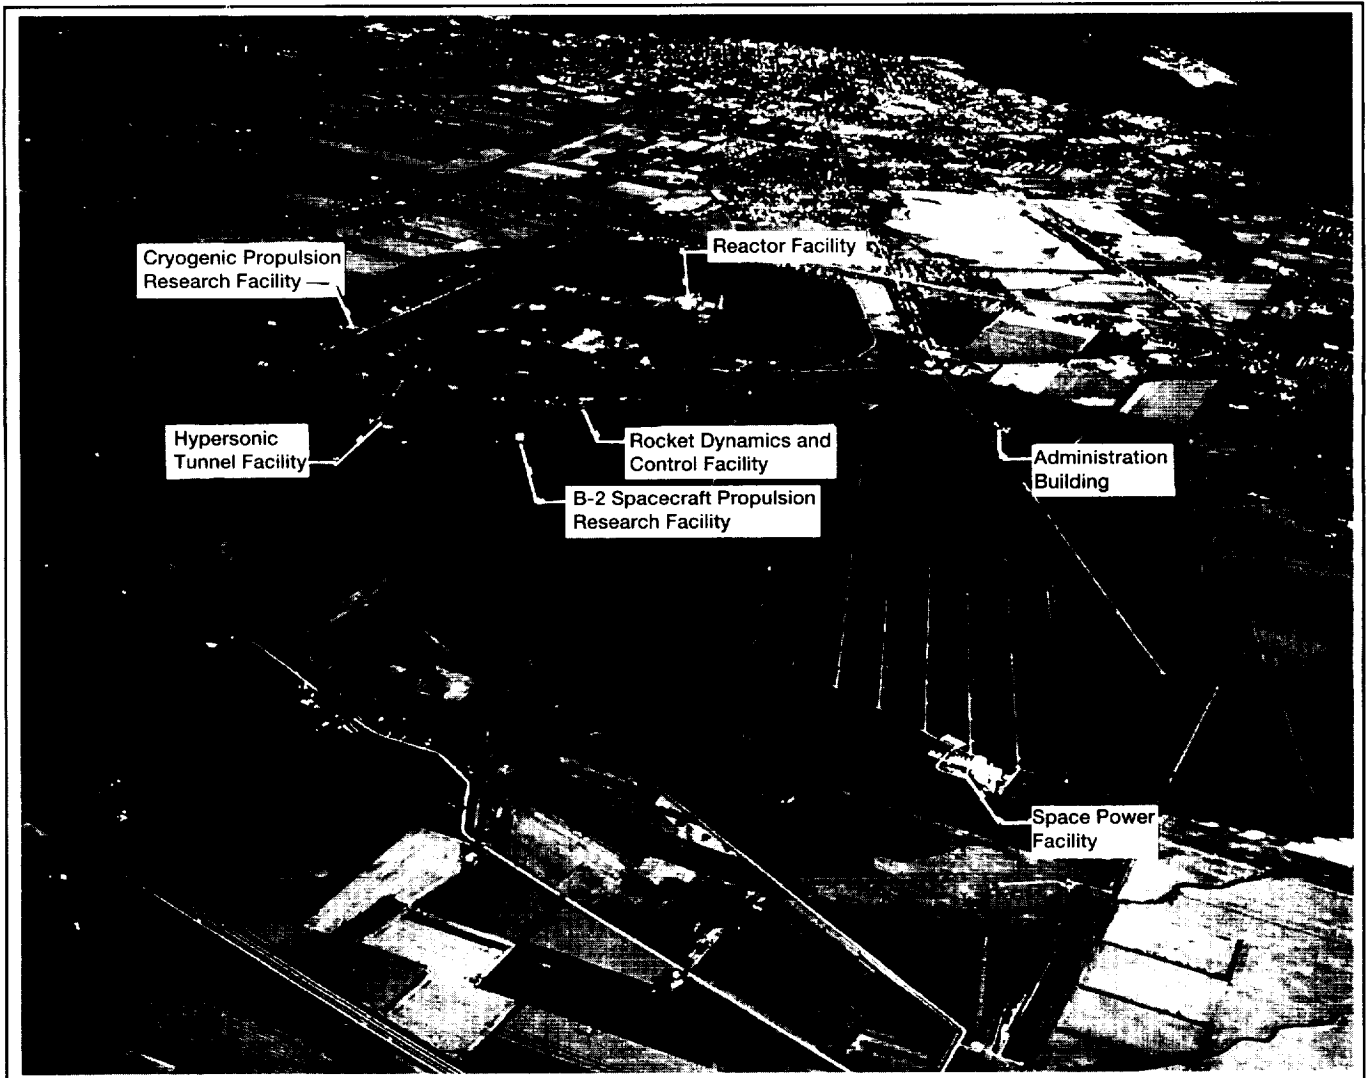 Reactor Facility
Cryogenic Propulsion
Research Facility
Hypersonic
Tunnel Facility
Rocket Dynamics and
Control Facility
Administration
Building
B-2 Spacecraft Propulsion
Research Facility
Space Power
Facility